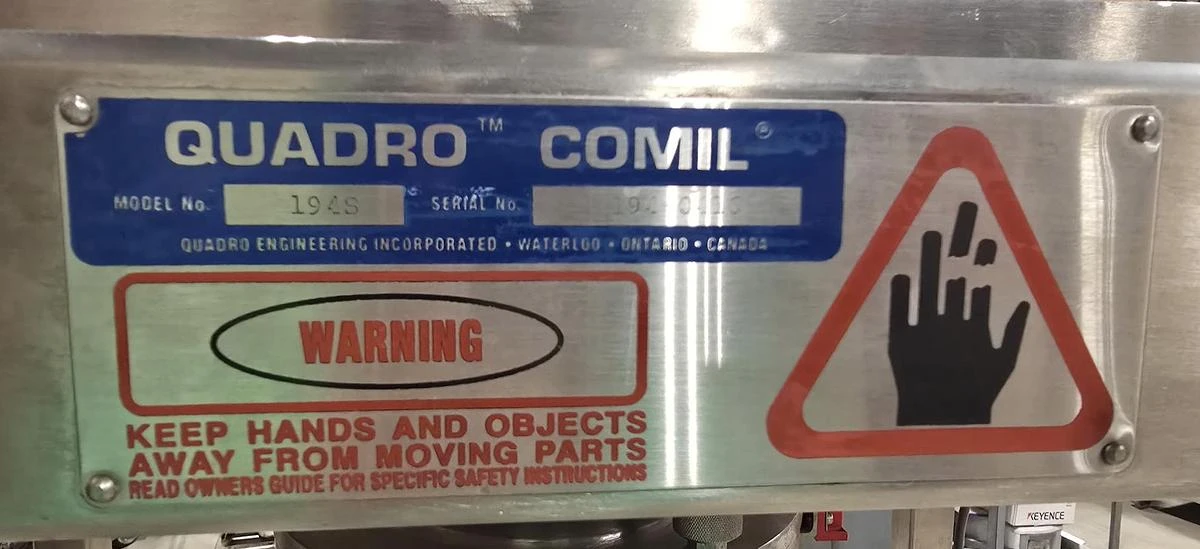 QUADRO™ COMIL®
MODEL No. 194S SERIAL No.
QUADRO ENGINEERING INCORPORATED • WATERLOO • ONTARIO • CANADA
WARNING
KEEP HANDS AND OBJECTS
AWAY FROM MOVING PARTS
READ OWNERS GUIDE FOR SPECIFIC SAFETY INSTRUCTIONS
KEYENCE